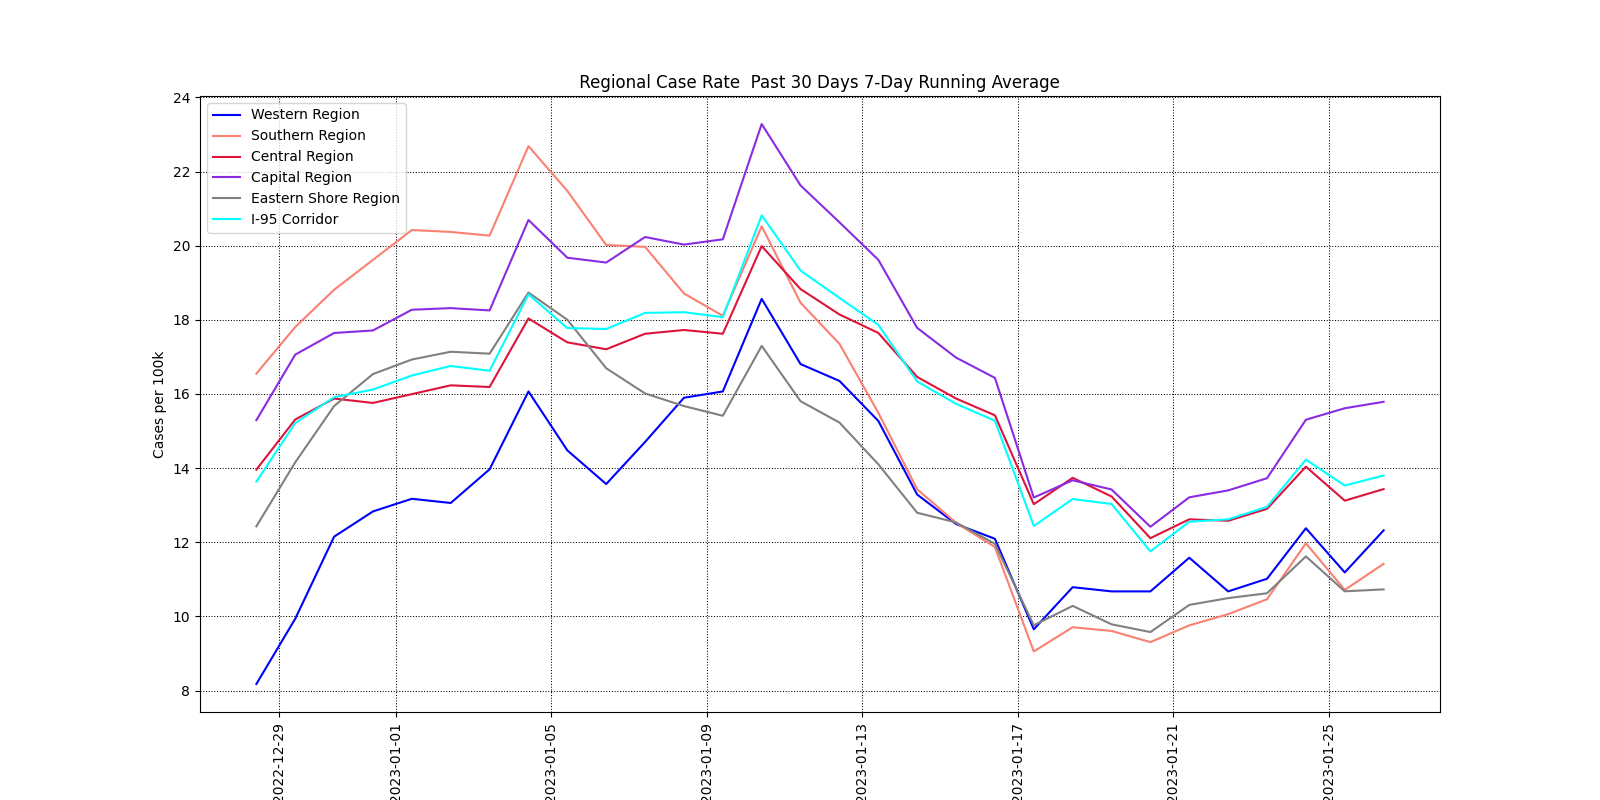 Regional Case Rate  Past 30 Days 7-Day Running Average
24
22
20
18
16
14
12
10
8
Cases per 100k
Western Region
Southern Region
Central Region
Capital Region
Eastern Shore Region
I-95 Corridor
2022-12-29
2023-01-01
2023-01-05
2023-01-09
2023-01-13
2023-01-17
2023-01-21
2023-01-25